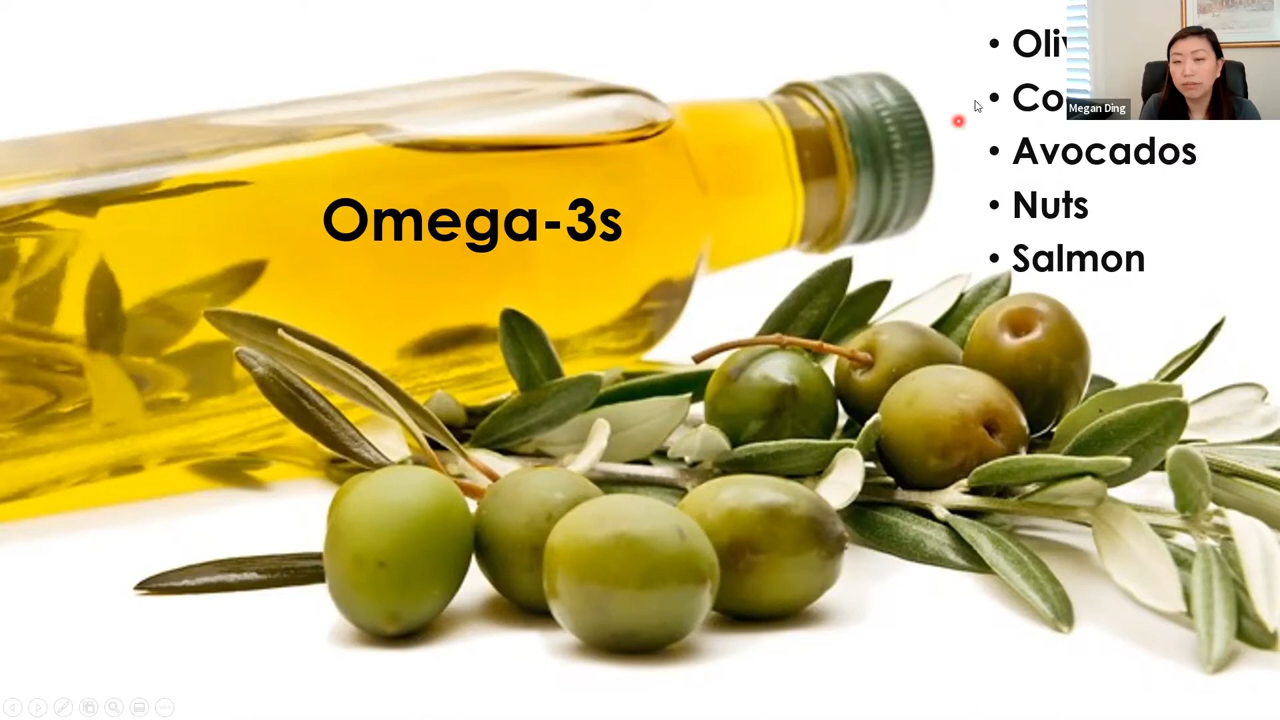 Omega-3s
• Oli
• Co
Megan Ding
• Avocados
• Nuts
• Salmon